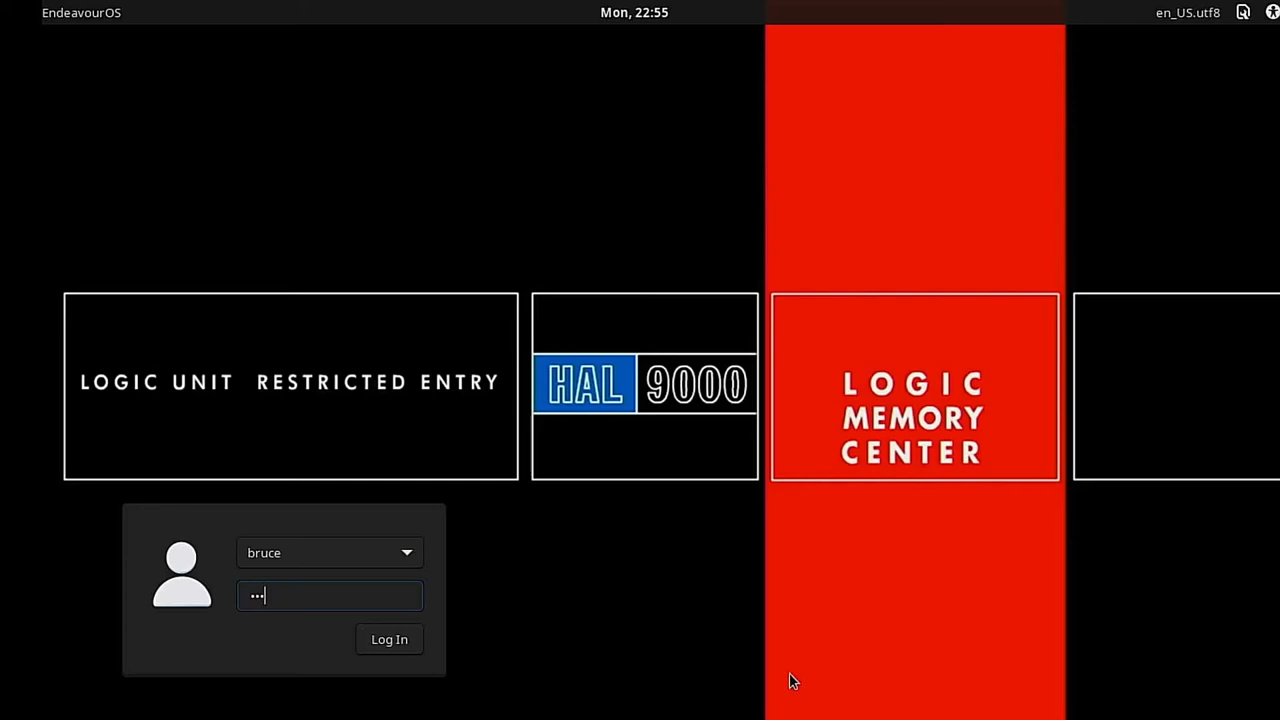 EndeavourOS
Mon, 22:55
en_US.utf8
LOGIC UNIT RESTRICTED ENTRY
HAL 9000
LOGIC
MEMORY
CENTER
bruce
•••
Log In